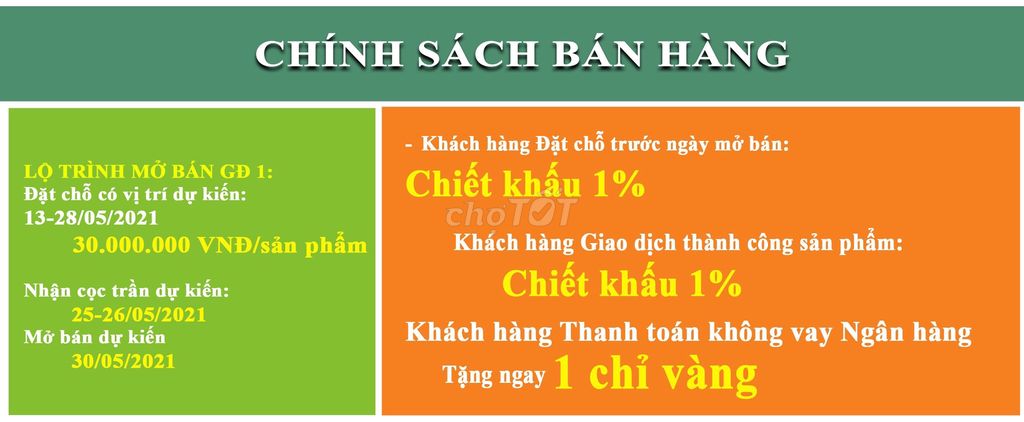 CHÍNH SÁCH BÁN HÀNG
LỘ TRÌNH MỞ BÁN GĐ 1:
Đặt chỗ có vị trí dự kiến:
13-28/05/2021
30.000.000 VNĐ/sản phẩm
Nhận cọc trần dự kiến:
25-26/05/2021
Mở bán dự kiến
30/05/2021
- Khách hàng Đặt chỗ trước ngày mở bán:
Chiết khấu 1%
chợTỐT
Khách hàng Giao dịch thành công sản phẩm:
Chiết khấu 1%
Khách hàng Thanh toán không vay Ngân hàng
Tặng ngay 1 chỉ vàng